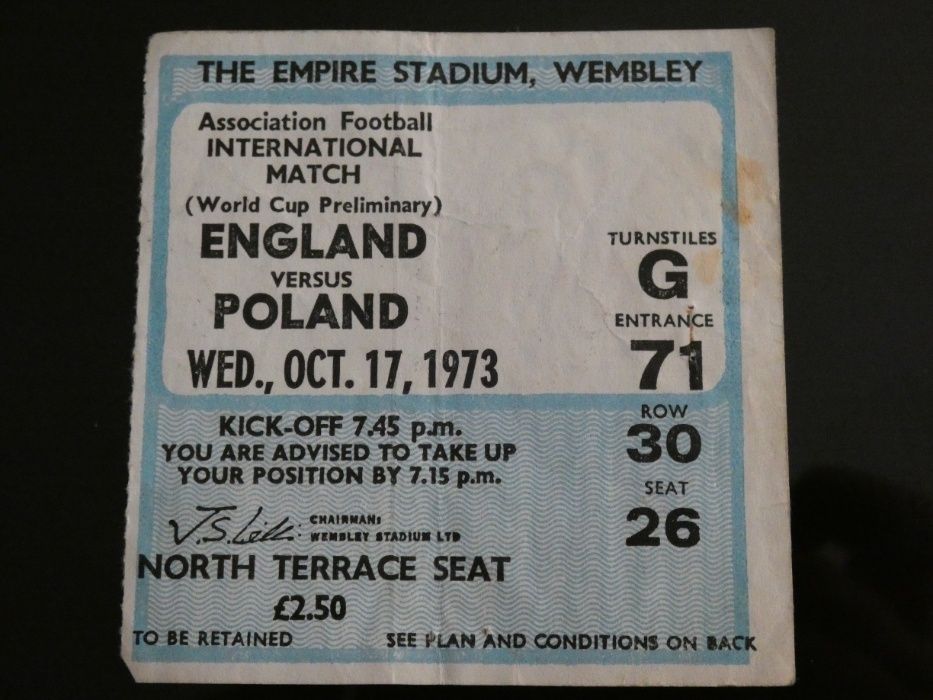 THE EMPIRE STADIUM, WEMBLEY
Association Football
INTERNATIONAL
MATCH
(World Cup Preliminary)
ENGLAND
VERSUS
POLAND
WED., OCT. 17, 1973
TURNSTILES
G
ENTRANCE
71
ROW
30
SEAT
26
KICK-OFF 7.45 p.m.
YOU ARE ADVISED TO TAKE UP
YOUR POSITION BY 7.15 p.m.
CHAIRMAN:
WEMBLEY STADIUM LTD
NORTH TERRACE SEAT
£2.50
TO BE RETAINED
SEE PLAN AND CONDITIONS ON BACK